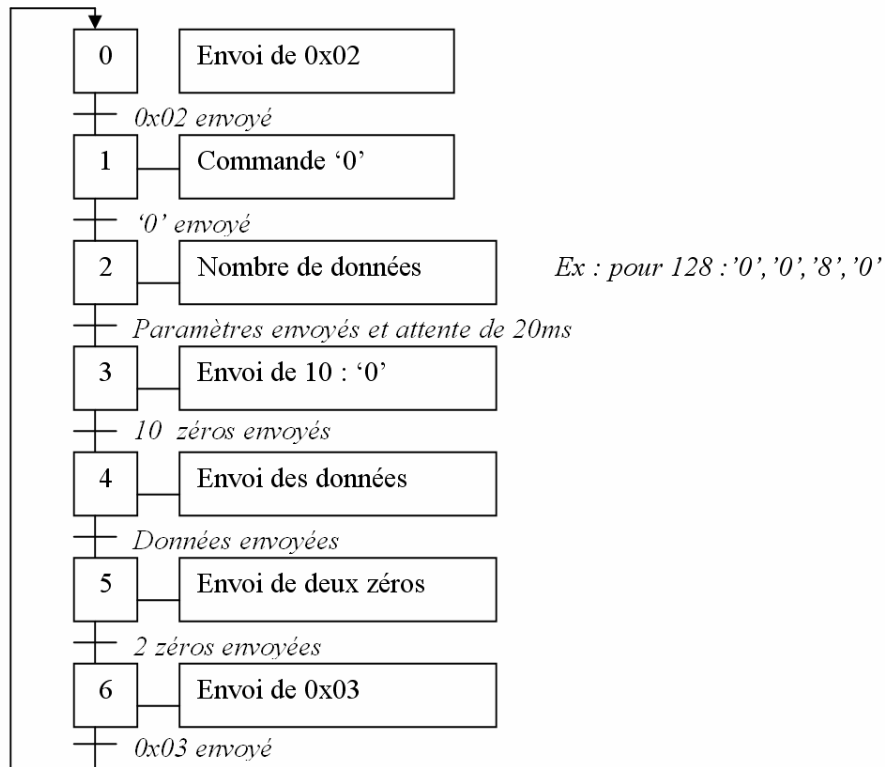 0 Envoi de 0x02
0x02 envoyé
1 Commande ‘0’
‘0’ envoyé
2 Nombre de données Ex : pour 128 :’0’,’0’,’8’,’0’
Paramètres envoyés et attente de 20ms
3 Envoi de 10 : ‘0’
10 zéros envoyés
4 Envoi des données
Données envoyées
5 Envoi de deux zéros
2 zéros envoyées
6 Envoi de 0x03
0x03 envoyé